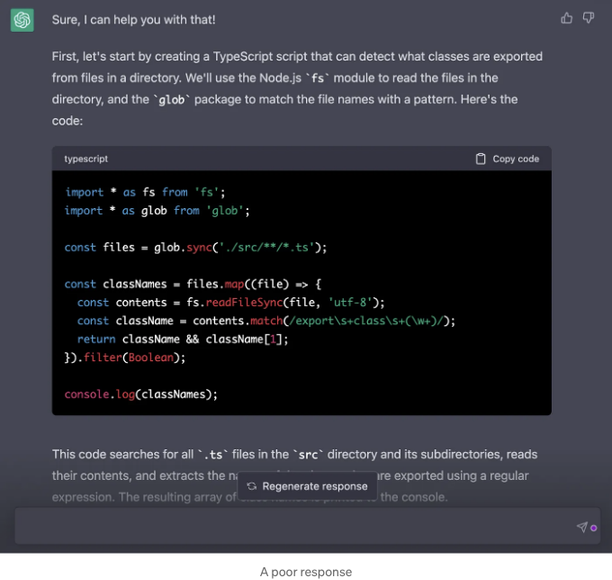 Sure, I can help you with that!
First, let's start by creating a TypeScript script that can detect what classes are exported
from files in a directory. We'll use the Node.js `fs` module to read the files in the
directory, and the `glob` package to match the file names with a pattern. Here's the
code:
typescript Copy code
import * as fs from 'fs';
import * as glob from 'glob';
const files = glob.sync('./src/**/*.ts');
const classNames = files.map((file) => {
const contents = fs.readFileSync(file, 'utf-8');
const className = contents.match(/export\s+class\s+(\w+)/);
return className && className[1];
}).filter(Boolean);
console.log(classNames);
This code searches for all `.ts` files in the `src` directory and its subdirectories, reads
their contents, and extracts the are exported using a regular
Regenerate response
expression. The resulting array of the console.
A poor response